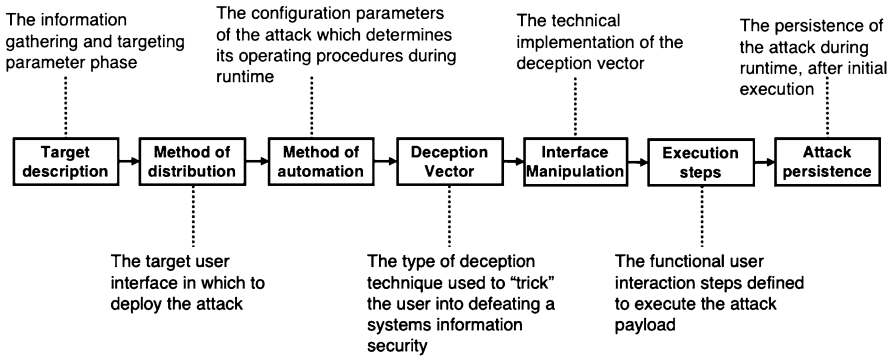 The information
gathering and targeting
parameter phase
The configuration parameters
of the attack which determines
its operating procedures during
runtime
The technical
implementation of the
deception vector
The persistence of
the attack during
runtime, after initial
execution
Target
description
Method of
distribution
Method of
automation
Deception
Vector
Interface
Manipulation
Execution
steps
Attack
persistence
The target user
interface in which to
deploy the attack
The type of deception
technique used to “trick”
the user into defeating a
systems information
security
The functional user
interaction steps defined
to execute the attack
payload